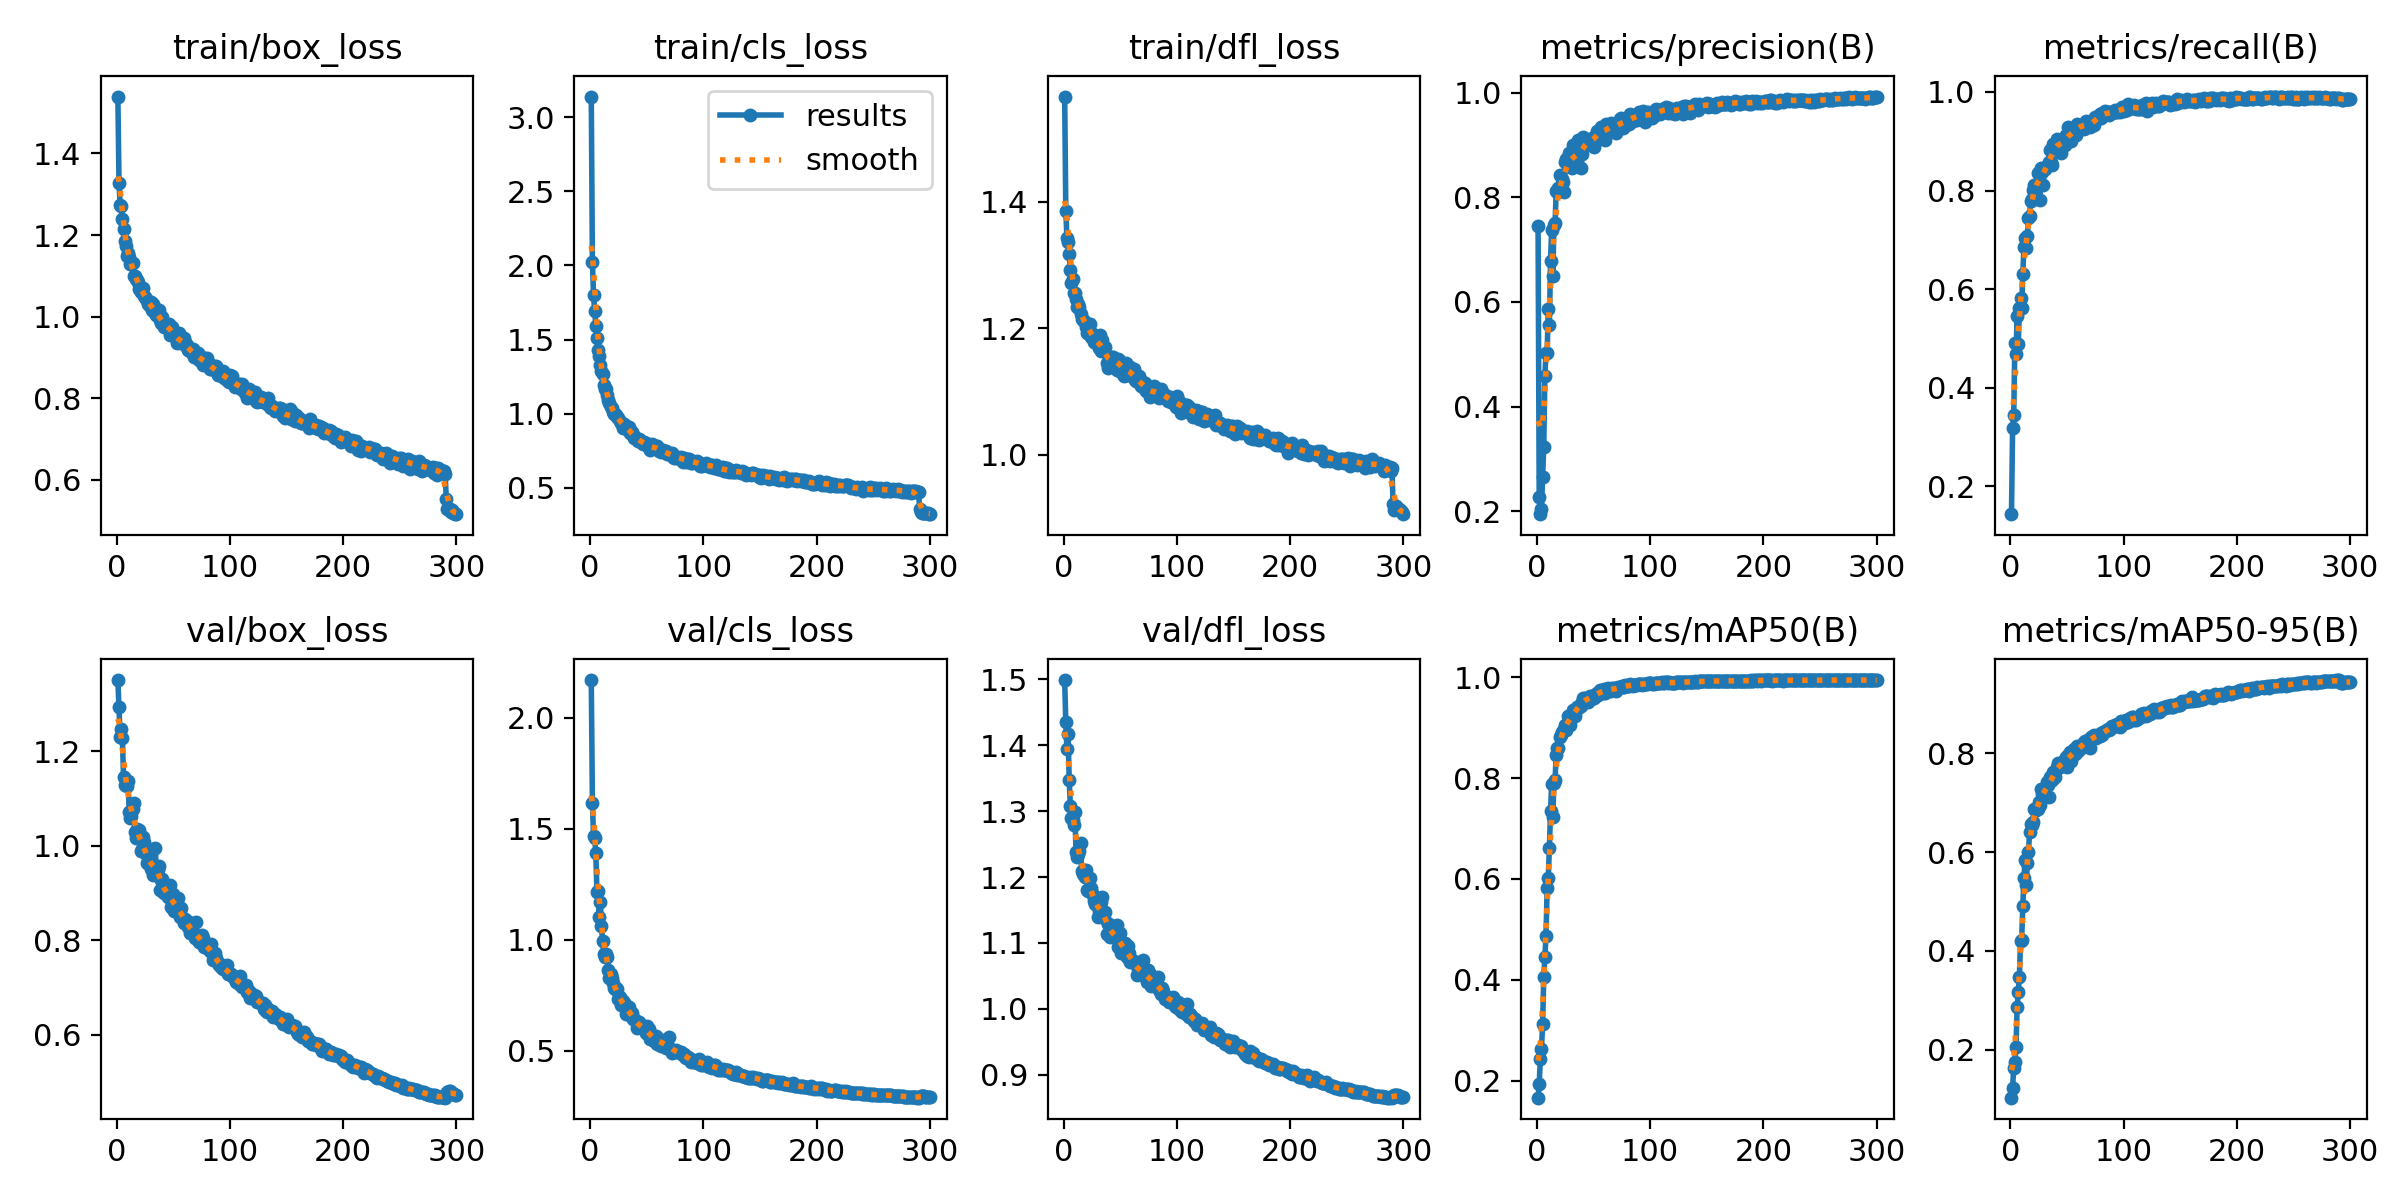 train/box_loss
1.4
1.2
1.0
0.8
0.6
0 100 200 300
train/cls_loss
results
smooth
3.0
2.5
2.0
1.5
1.0
0.5
0 100 200 300
train/dfl_loss
1.4
1.2
1.0
0 100 200 300
metrics/precision(B)
1.0
0.8
0.6
0.4
0.2
0 100 200 300
metrics/recall(B)
1.0
0.8
0.6
0.4
0.2
0 100 200 300
val/box_loss
1.2
1.0
0.8
0.6
0 100 200 300
val/cls_loss
2.0
1.5
1.0
0.5
0 100 200 300
val/dfl_loss
1.5
1.4
1.3
1.2
1.1
1.0
0.9
0 100 200 300
metrics/mAP50(B)
1.0
0.8
0.6
0.4
0.2
0 100 200 300
metrics/mAP50-95(B)
0.8
0.6
0.4
0.2
0 100 200 300